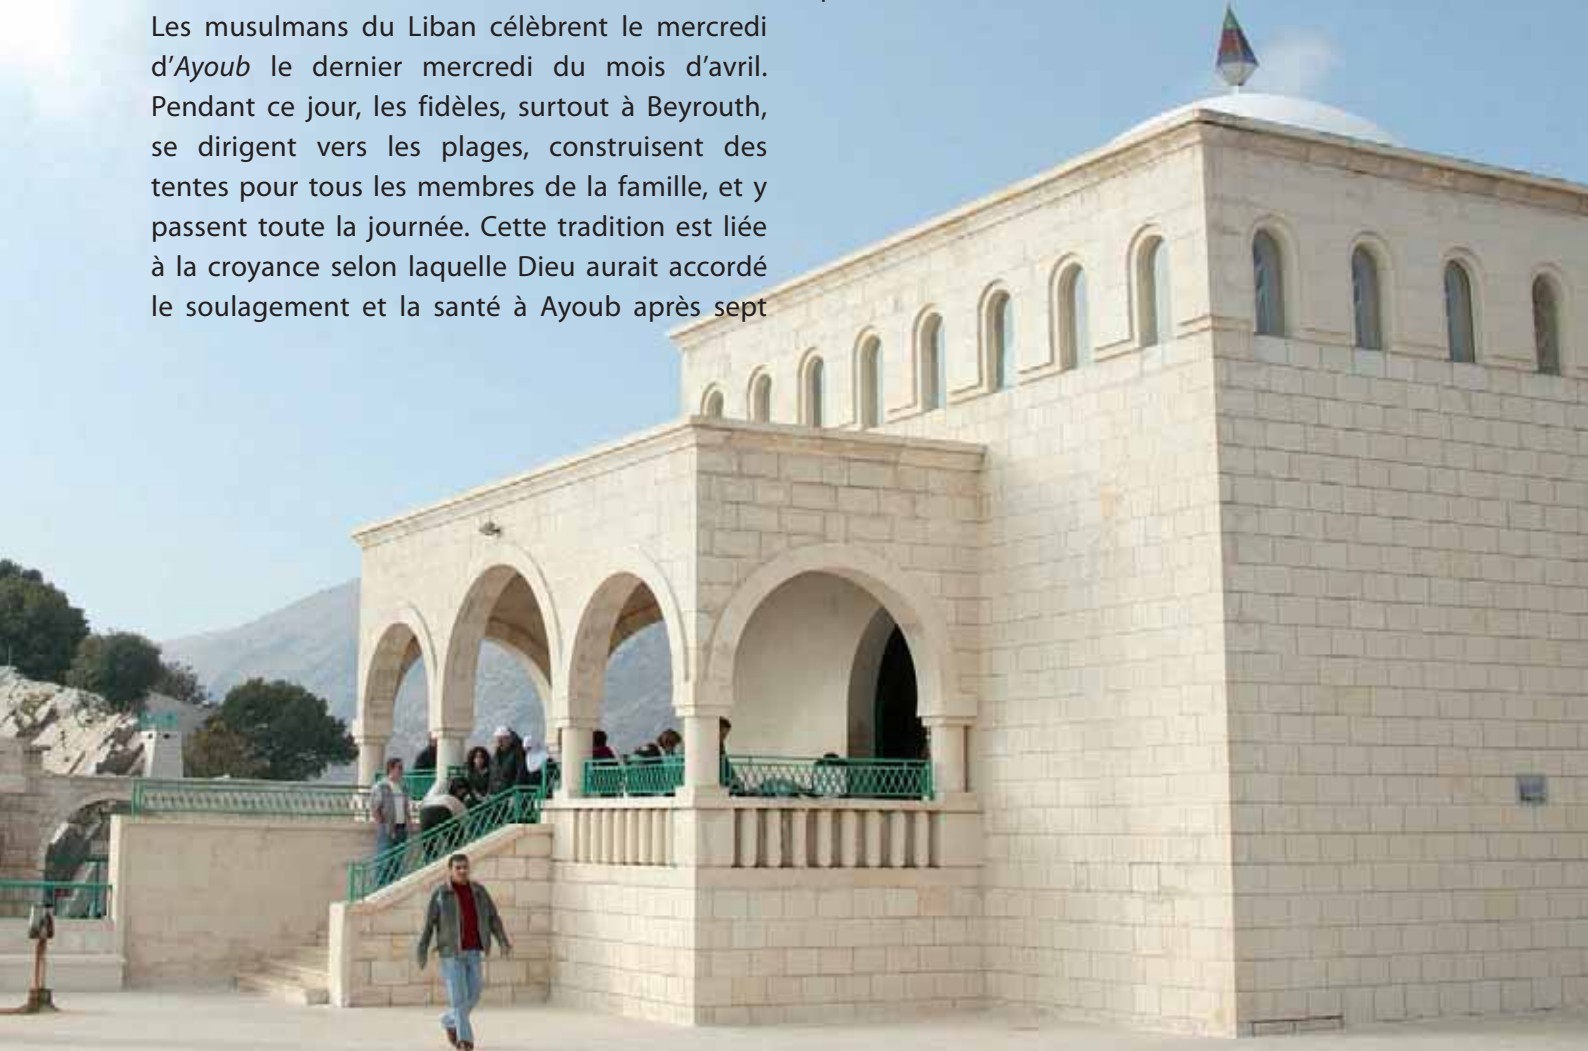 Les musulmans du Liban célèbrent le mercredi
d’Ayoub le dernier mercredi du mois d’avril.
Pendant ce jour, les fidèles, surtout à Beyrouth,
se dirigent vers les plages, construisent des
tentes pour tous les membres de la famille, et y
passent toute la journée. Cette tradition est liée
à la croyance selon laquelle Dieu aurait accordé
le soulagement et la santé à Ayoub après sept